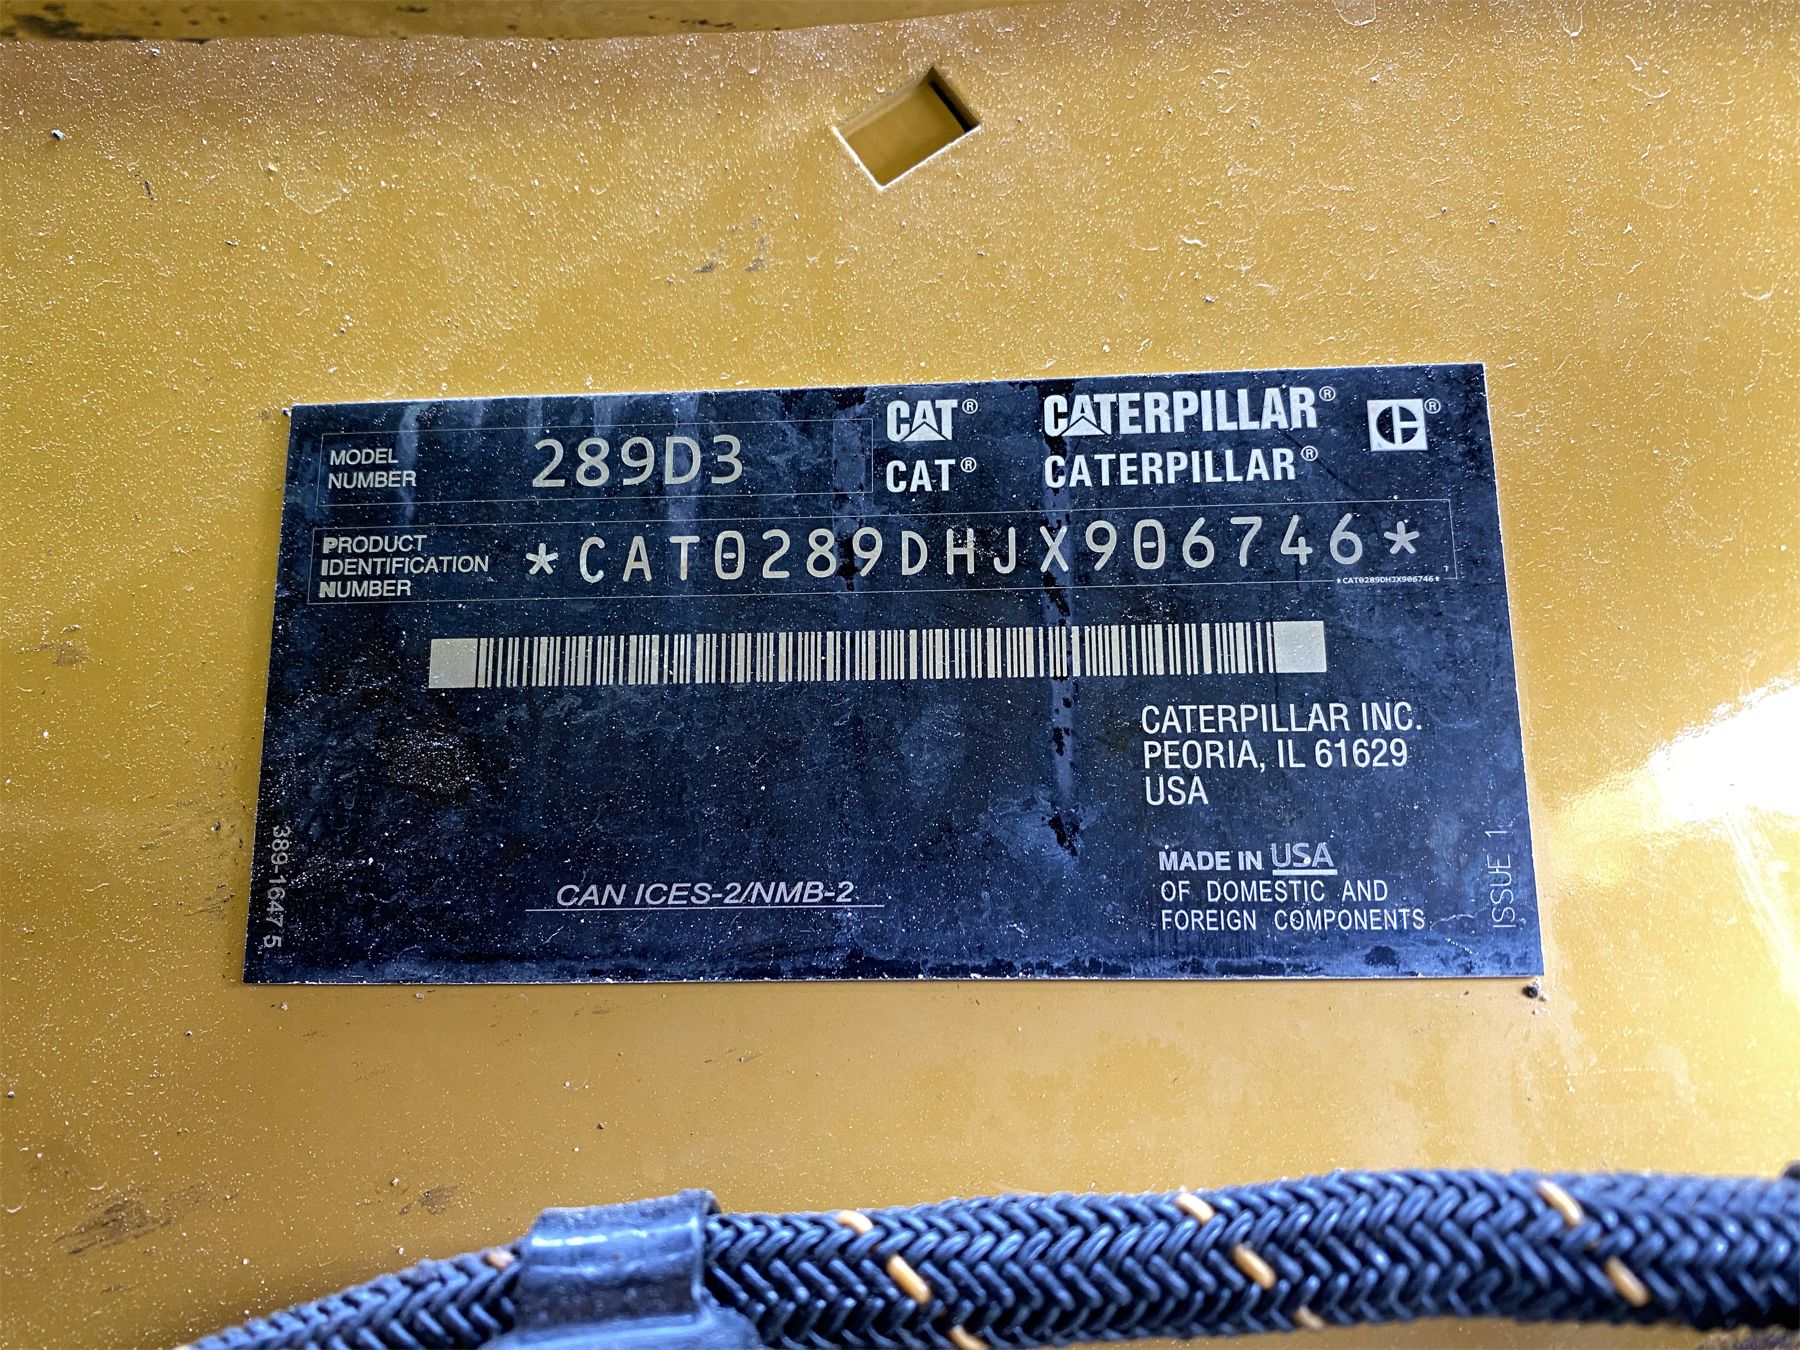 MODEL
NUMBER
289D3
CAT® CATERPILLAR® C®
CAT® CATERPILLAR®
PRODUCT
IDENTIFICATION
NUMBER
*CAT0289DHJX906746*
*CAT0289DHJX906746*
CATERPILLAR INC.
PEORIA, IL 61629
USA
MADE IN USA
OF DOMESTIC AND
FOREIGN COMPONENTS
CAN ICES-2/NMB-2
389-1647 5
ISSUE 1